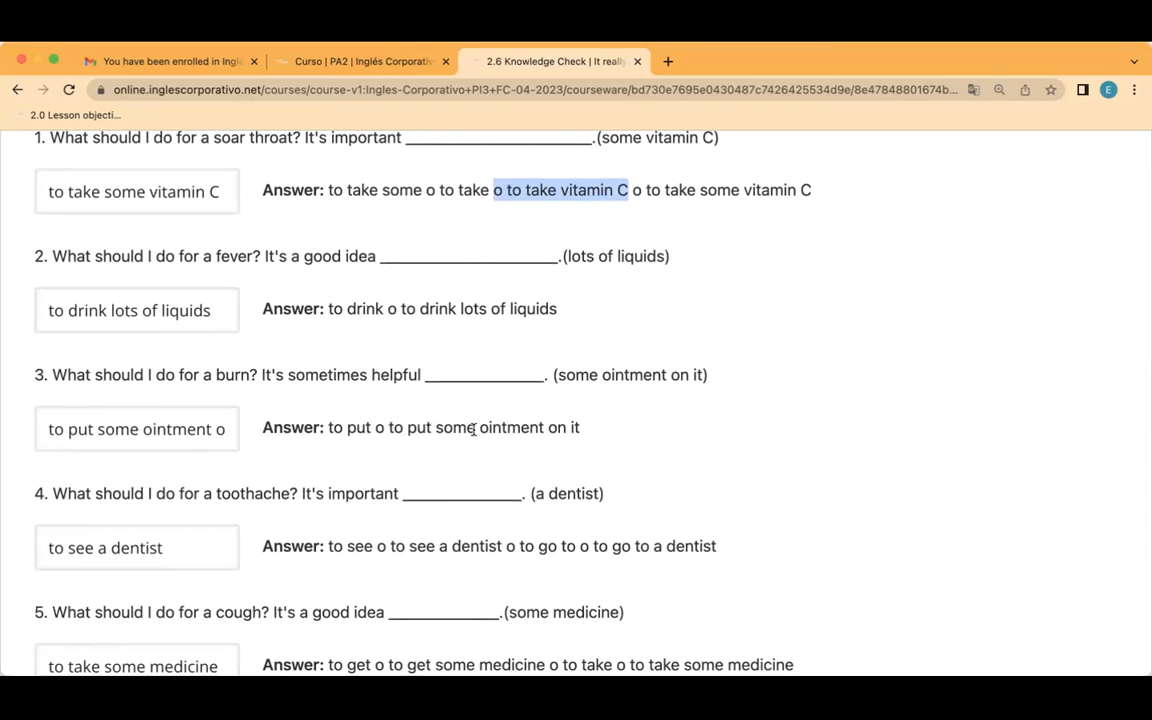 You have been enrolled in Ingl
Curso | PA2 | Inglés Corporativ
2.6 Knowledge Check | It really
online.inglescorporativo.net/courses/course-v1:Ingles-Corporativo+PI3+FC-04-2023/courseware/bd730e7695e0430487c7426425534d9e/8e47848801674b...
E
2.0 Lesson objecti...
1. What should I do for a soar throat? It's important ____________________.(some vitamin C)
to take some vitamin C
Answer: to take some o to take o to take vitamin C o to take some vitamin C
2. What should I do for a fever? It's a good idea ___________________.(lots of liquids)
to drink lots of liquids
Answer: to drink o to drink lots of liquids
3. What should I do for a burn? It's sometimes helpful _____________. (some ointment on it)
to put some ointment o
Answer: to put o to put some ointment on it
4. What should I do for a toothache? It's important _____________. (a dentist)
to see a dentist
Answer: to see o to see a dentist o to go to o to go to a dentist
5. What should I do for a cough? It's a good idea ____________.(some medicine)
to take some medicine
Answer: to get o to get some medicine o to take o to take some medicine